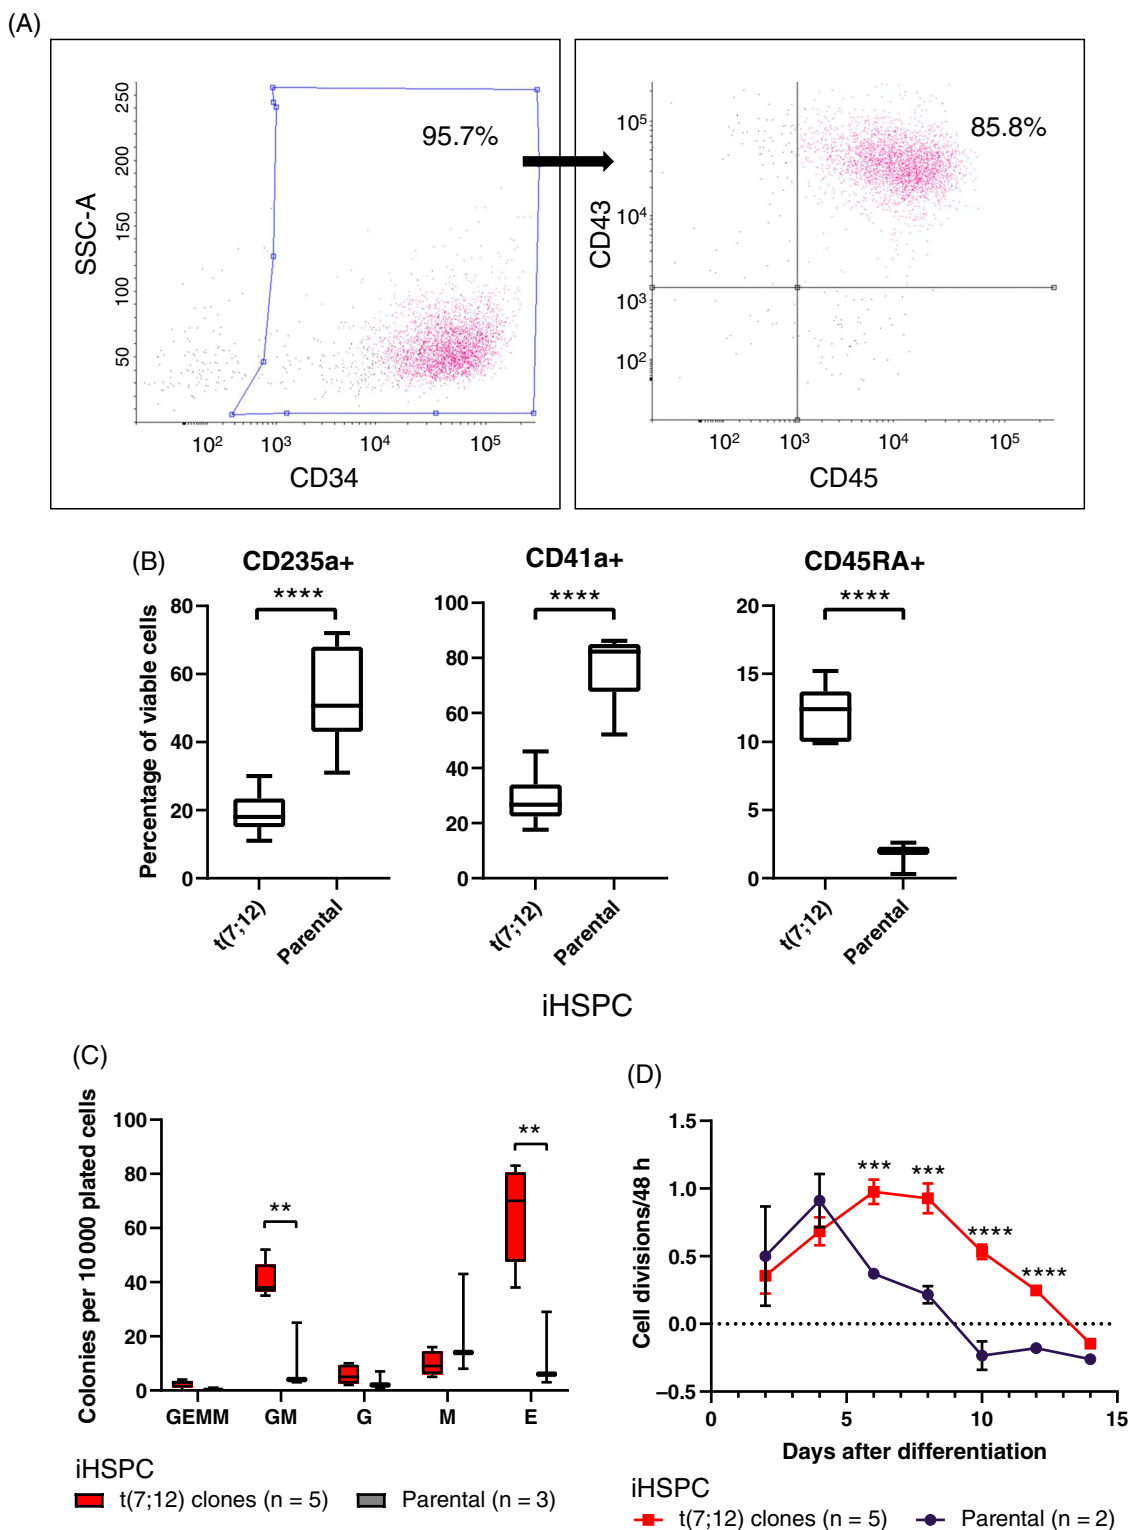 (A)
95.7%
SSC-A
250
200
150
100
50
10² 10³ 10⁴ 10⁵
CD34
85.8%
CD43
10⁵
10⁴
10³
10²
10² 10³ 10⁴ 10⁵
CD45
(B)
CD235a+
CD41a+
CD45RA+
****
****
****
Percentage of viable cells
80
60
40
20
0
100
80
60
40
20
0
20
15
10
5
0
t(7;12)
Parental
t(7;12)
Parental
t(7;12)
Parental
iHSPC
(C)
Colonies per 10 000 plated cells
100
80
60
40
20
0
**
**
GEMM GM G M E
iHSPC
t(7;12) clones (n = 5) Parental (n = 3)
(D)
Cell divisions/48 h
1.5
1.0
0.5
0.0
–0.5
*** ***
****
****
0 5 10 15
Days after differentiation
iHSPC
t(7;12) clones (n = 5) Parental (n = 2)